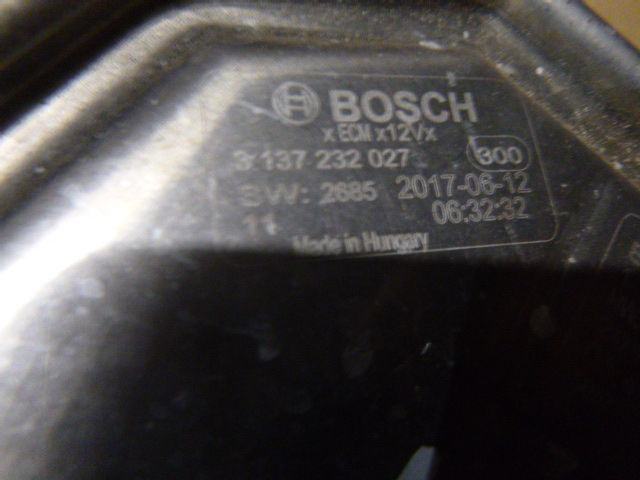 BOSCH
x ECM x12Vx
3 137 232 027 300
SW: 2685 2017-06-12
11 06:32:32
Made in Hungary